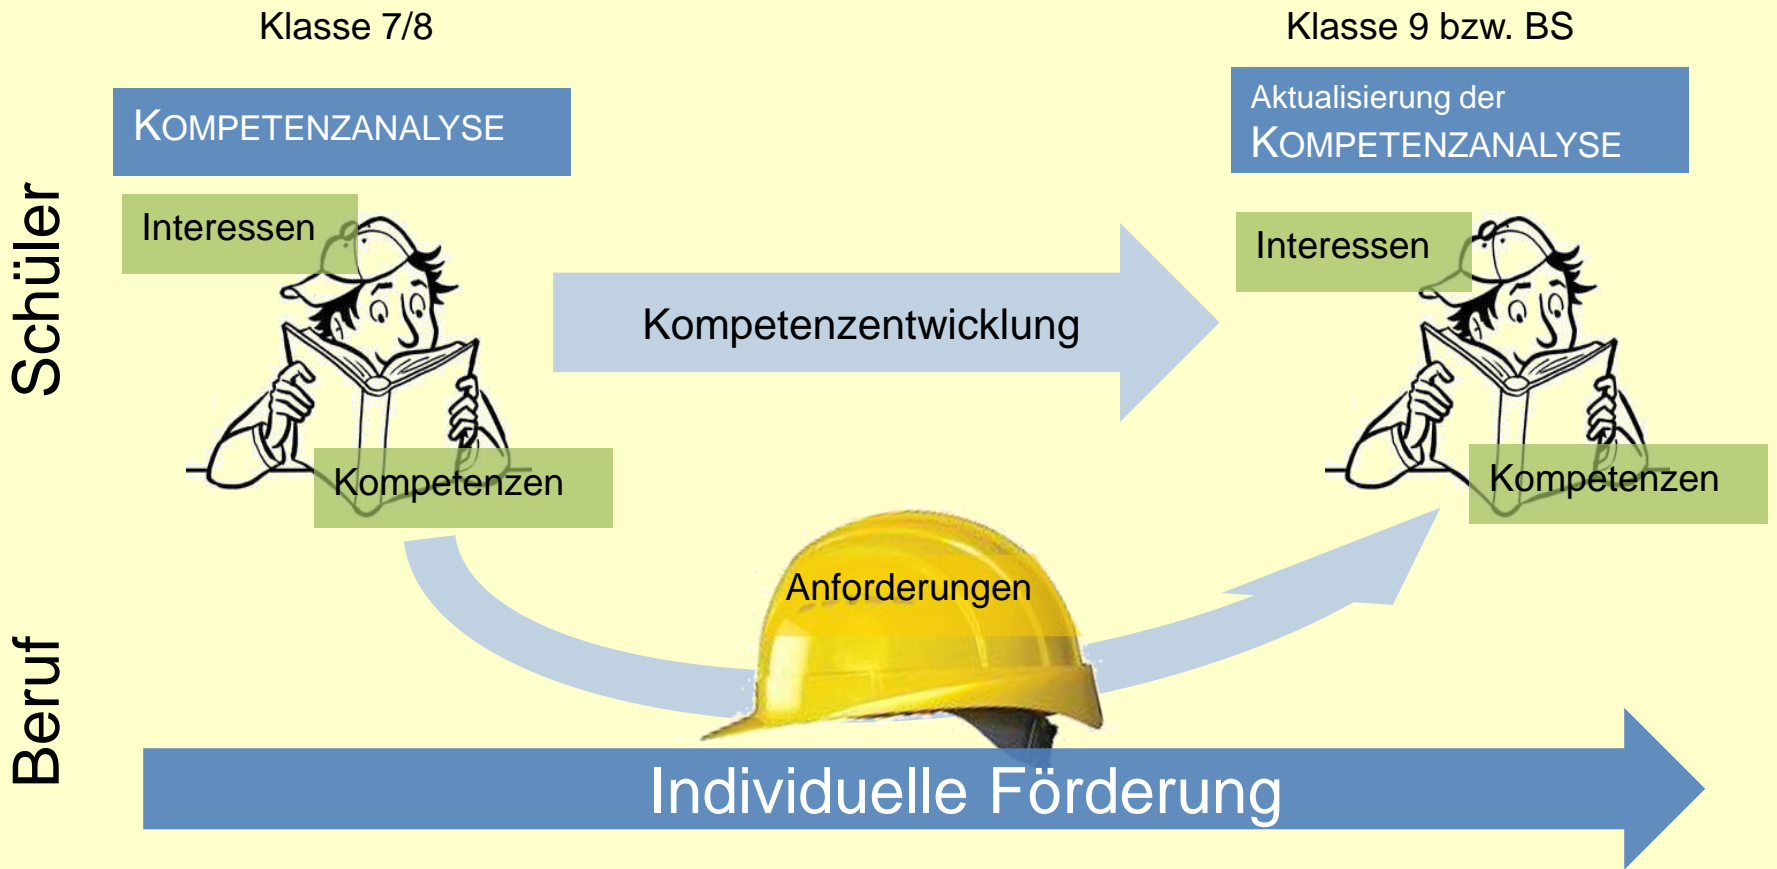 Klasse 7/8
Klasse 9 bzw. BS
KOMPETENZANALYSE
Aktualisierung der
KOMPETENZANALYSE
Schüler
Interessen
Interessen
Kompetenzentwicklung
Kompetenzen
Kompetenzen
Anforderungen
Beruf
Individuelle Förderung